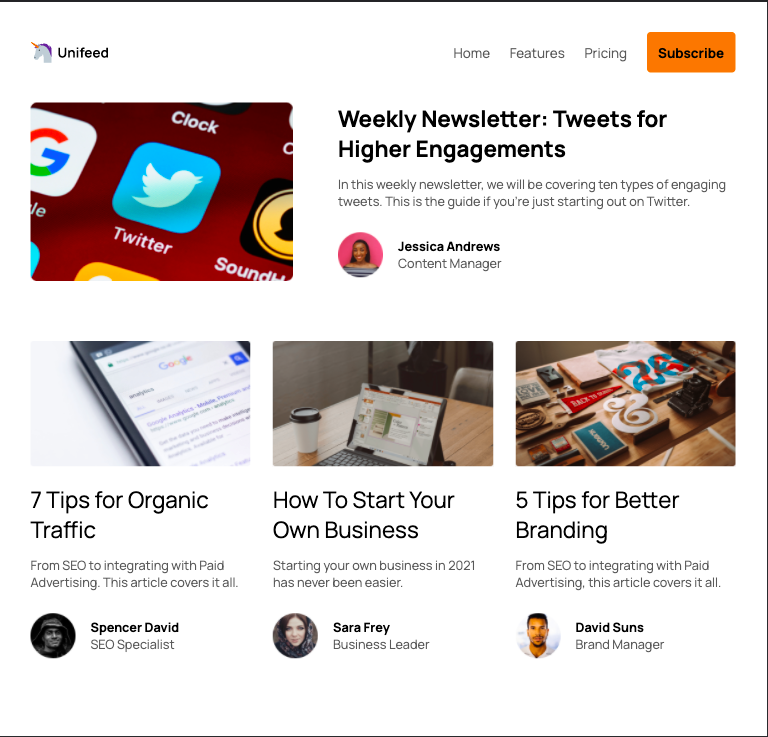 Unifeed
Home Features Pricing Subscribe
Clock
Twitter
Weekly Newsletter: Tweets for
Higher Engagements
In this weekly newsletter, we will be covering ten types of engaging
tweets. This is the guide if you're just starting out on Twitter.
Jessica Andrews
Content Manager
Google
analytics
7 Tips for Organic
Traffic
From SEO to integrating with Paid
Advertising. This article covers it all.
Spencer David
SEO Specialist
How To Start Your
Own Business
Starting your own business in 2021
has never been easier.
Sara Frey
Business Leader
5 Tips for Better
Branding
From SEO to integrating with Paid
Advertising, this article covers it all.
David Suns
Brand Manager